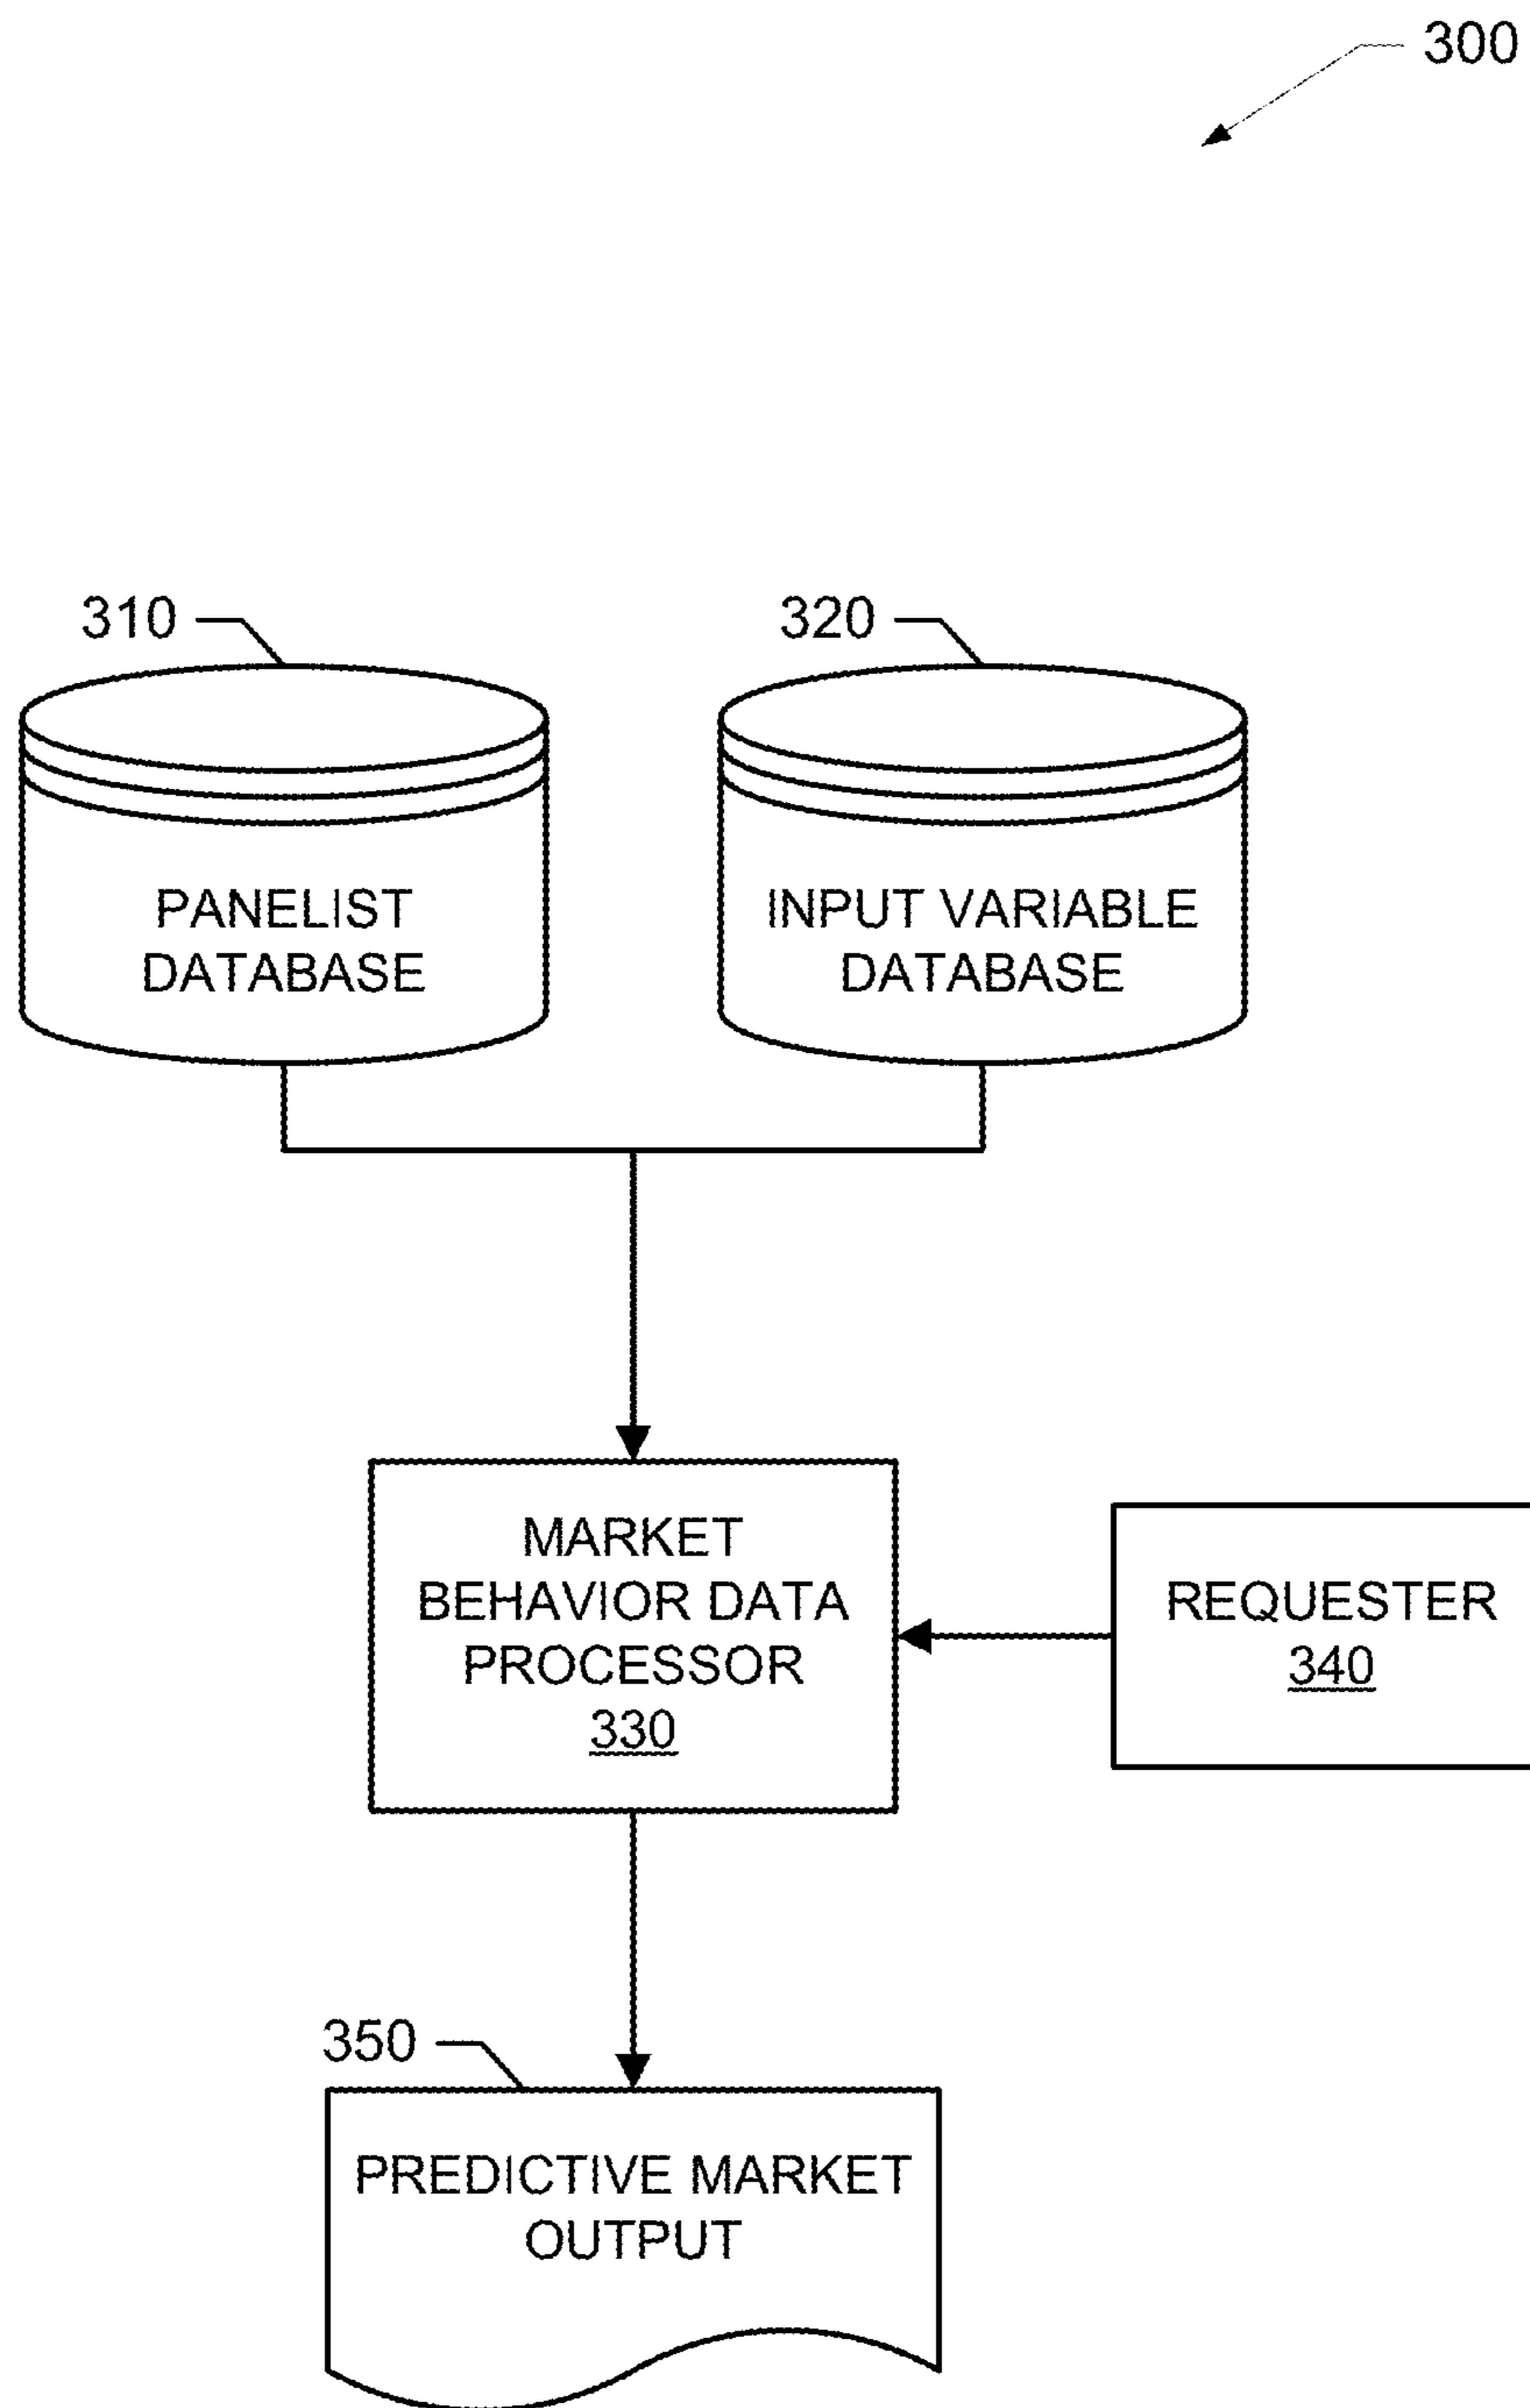 300
310
320
PANELIST
DATABASE
INPUT VARIABLE
DATABASE
MARKET
BEHAVIOR DATA
PROCESSOR
330
REQUESTER
340
350
PREDICTIVE MARKET
OUTPUT